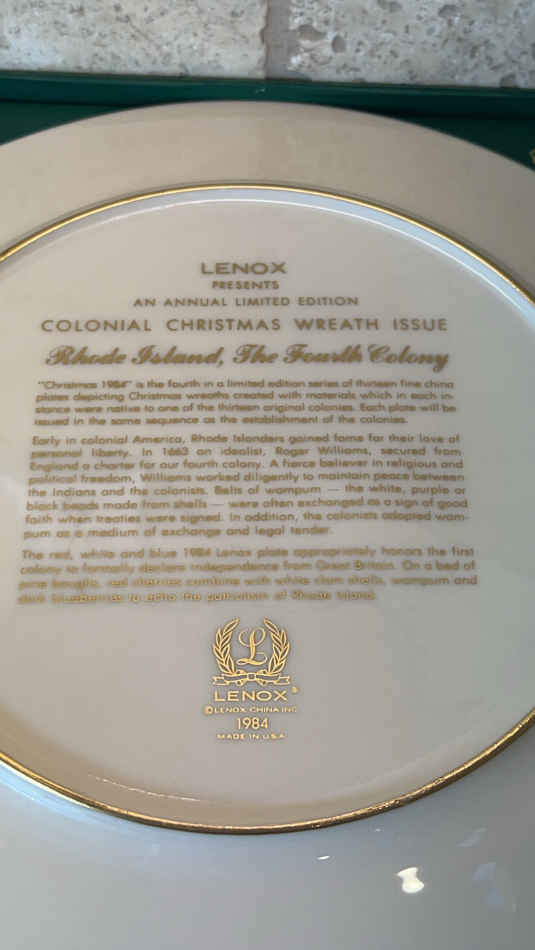 LENOX
PRESENTS
AN ANNUAL LIMITED EDITION
COLONIAL CHRISTMAS WREATH ISSUE
Rhode Island, The Fourth Colony
"Christmas 1984" is the fourth in a limited edition series of thirteen fine china
plates depicting Christmas wreaths created with materials which in each in-
stance were native to one of the thirteen original colonies. Each plate will be
issued in the same sequence as the establishment of the colonies.
Early in colonial America, Rhode Islanders gained fame for their love of
personal liberty. In 1663 an idealist, Roger Williams, secured from
England a charter for our fourth colony. A fierce believer in religious and
political freedom, Williams worked diligently to maintain peace between
the Indians and the colonists. Belts of wampum — the white, purple or
black beads made from shells — were often exchanged as a sign of good
faith when treaties were signed. In addition, the colonists adopted wam-
pum as a medium of exchange and legal tender.
The red, white and blue 1984 Lenox plate appropriately honors the first
colony to formally declare independence from Great Britain. On a bed of
pine boughs, red cherries combine with white clam shells, wampum and
dark blueberries to echo the patriotism of Rhode Island.
L
LENOX®
©LENOX CHINA INC.
1984
MADE IN U.S.A.